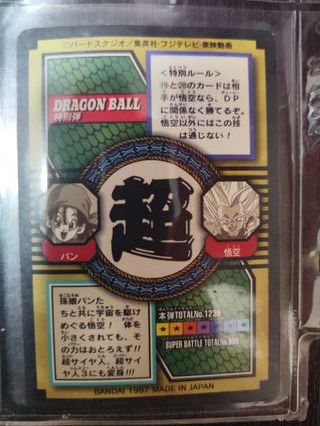 ©バードスタジオ／集英社・フジテレビ・東映動画
DRAGON BALL
特別弾
＜特別ルール＞
⑲と⑳のカードは相
手が悟空なら、DP
に関係なく勝てるぞ。
悟空以外にはこの技
は通じない！
超
パン
悟空
孫娘パンた
ちと共に宇宙を駆け
めぐる悟空！ 体を
小さくされても、そ
の力はおとろえず!!
超サイヤ人、超サイ
ヤ人3にも変身!!!
本弾TOTALNo.1239
SUPER BATTLE TOTALNo.
BANDAI 1997 MADE IN JAPAN